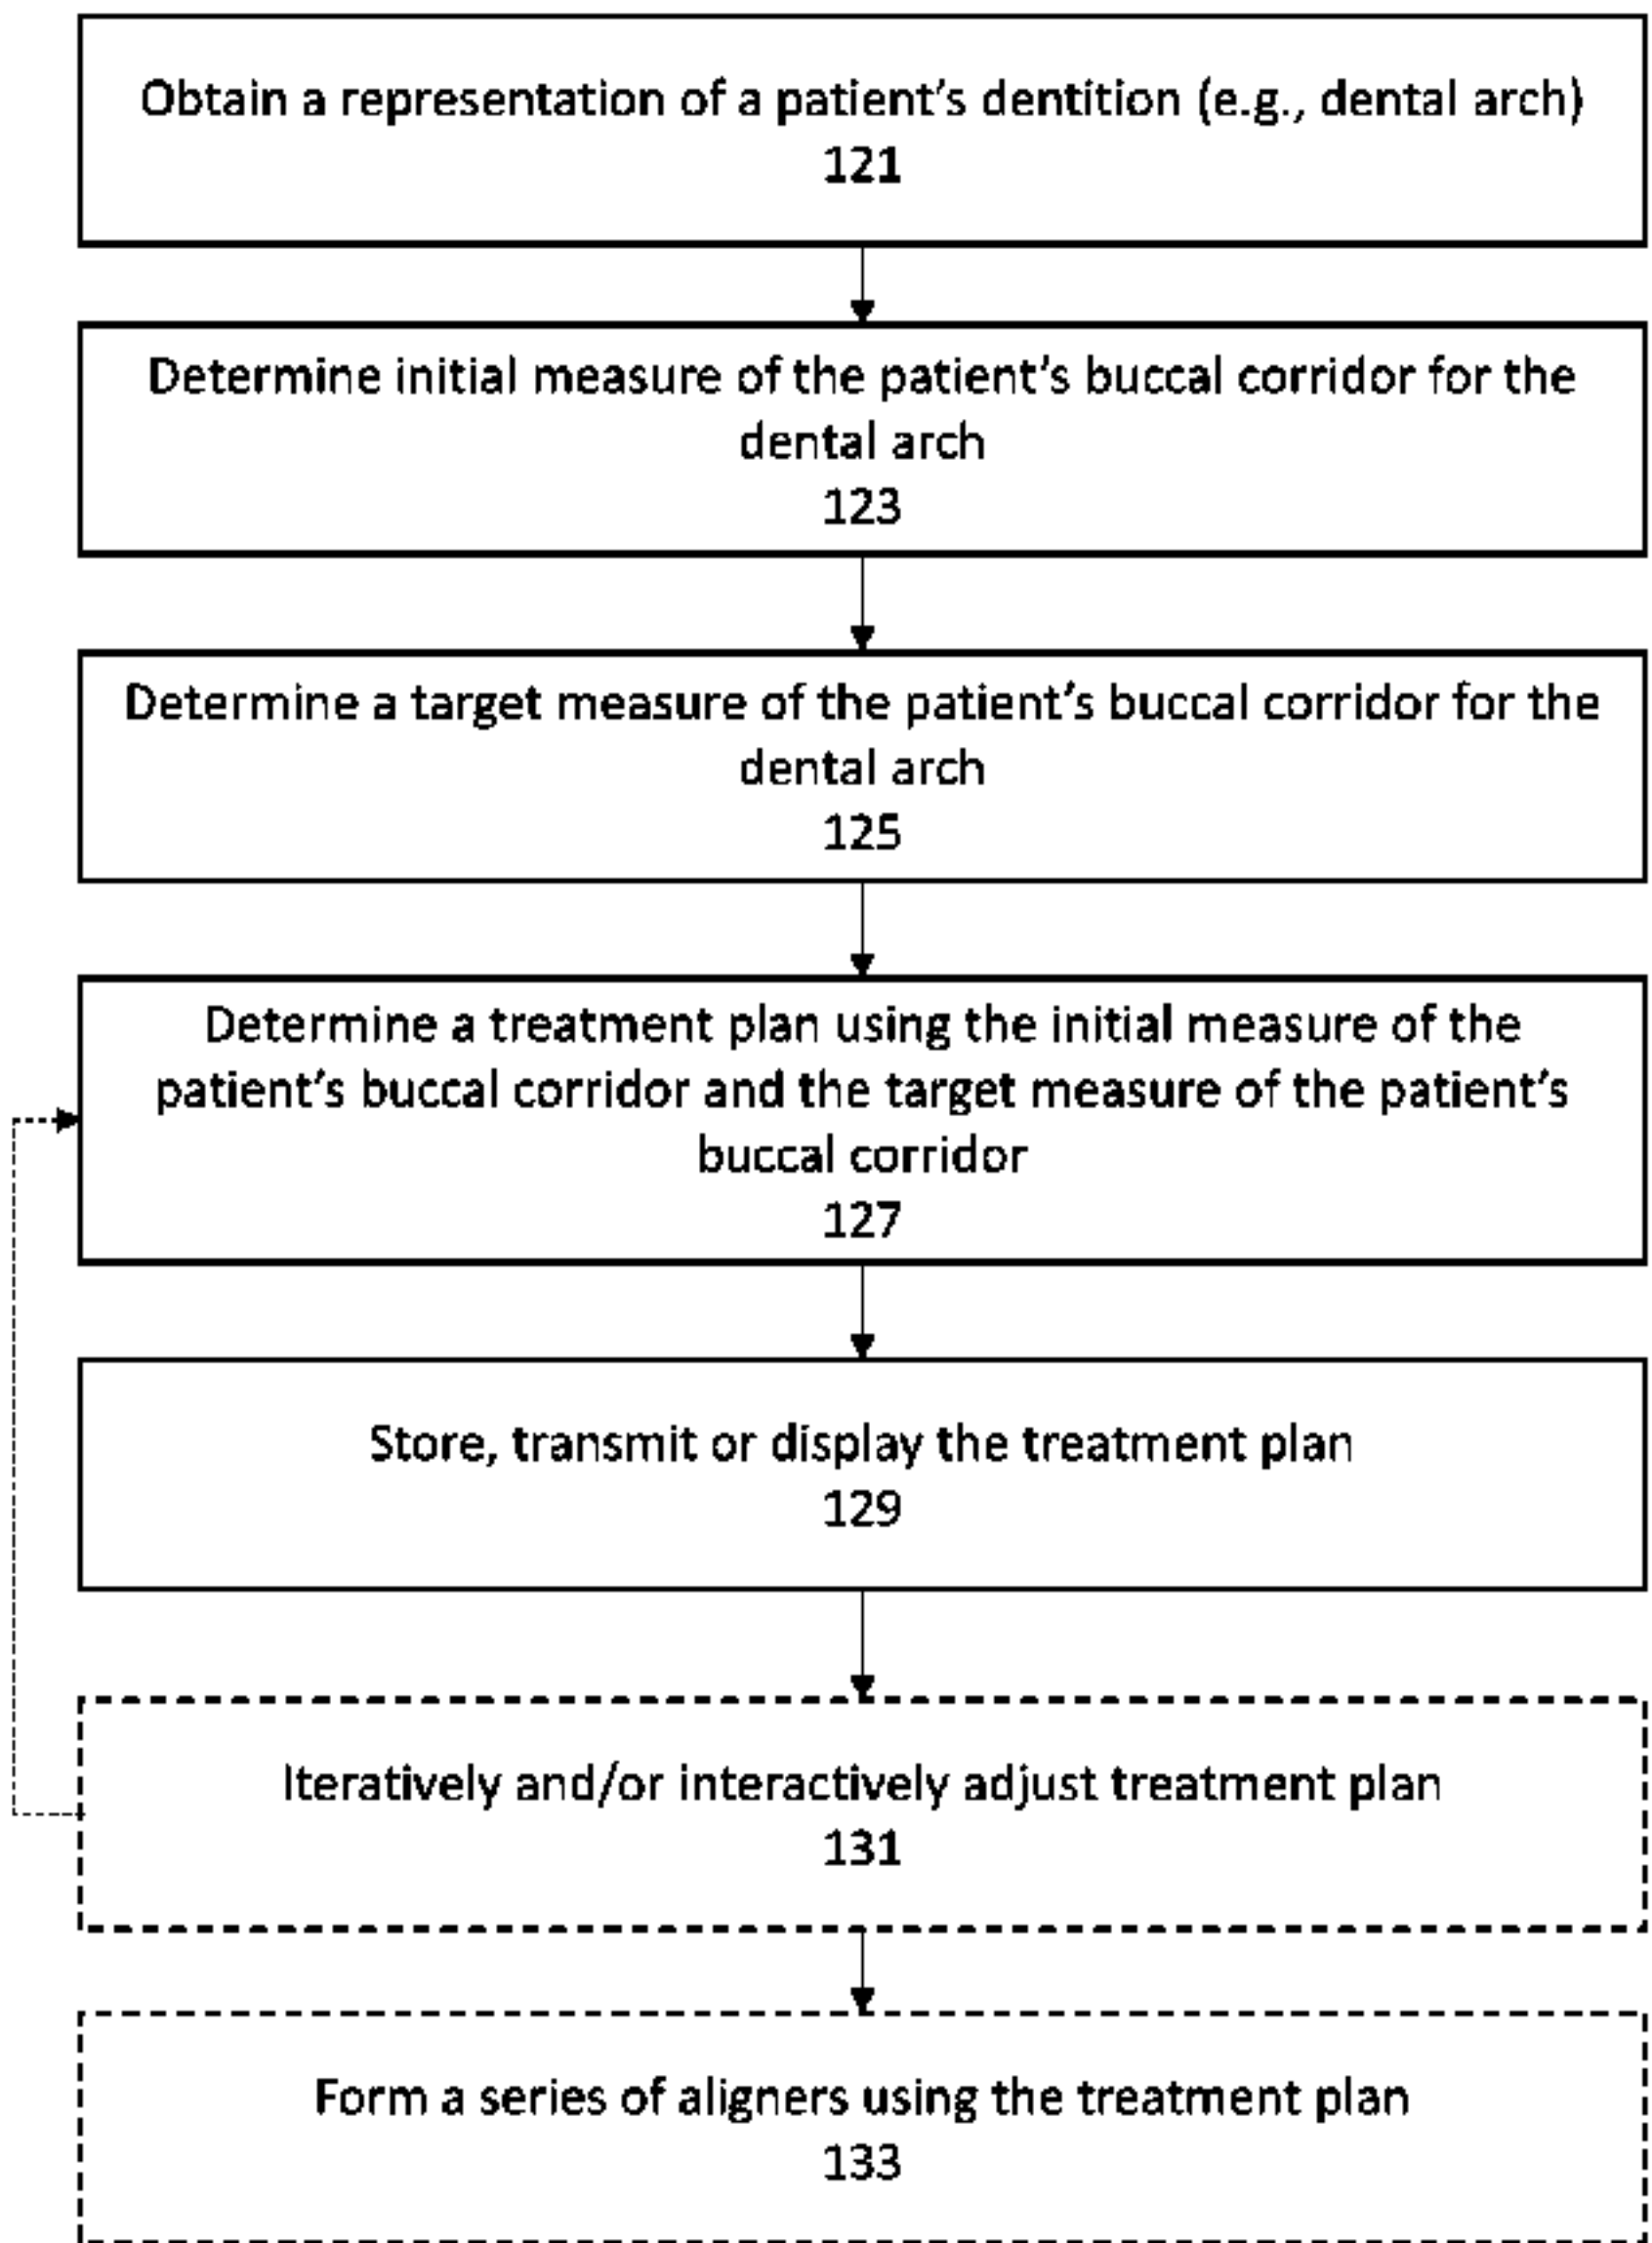 Obtain a representation of a patient's dentition (e.g., dental arch)
121
Determine initial measure of the patient's buccal corridor for the
dental arch
123
Determine a target measure of the patient's buccal corridor for the
dental arch
125
Determine a treatment plan using the initial measure of the
patient's buccal corridor and the target measure of the patient's
buccal corridor
127
Store, transmit or display the treatment plan
129
Iteratively and/or interactively adjust treatment plan
131
Form a series of aligners using the treatment plan
133